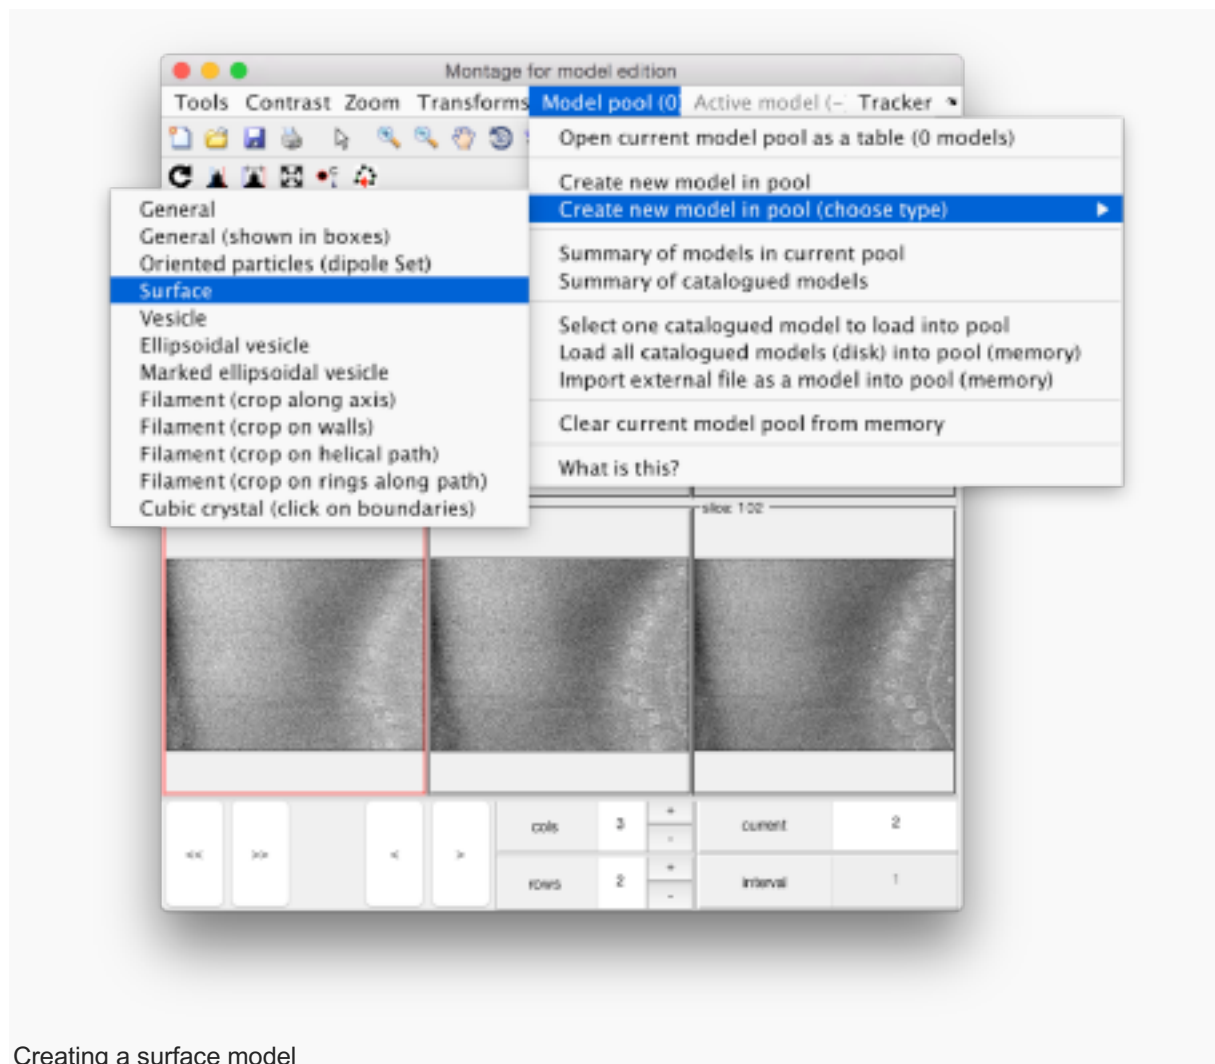 Montage for model edition
Tools Contrast Zoom Transforms Model pool (0) Active model (- Tracker
Open current model pool as a table (0 models)
Create new model in pool
Create new model in pool (choose type)
Summary of models in current pool
Summary of catalogued models
Select one catalogued model to load into pool
Load all catalogued models (disk) into pool (memory)
Import external file as a model into pool (memory)
Clear current model pool from memory
What is this?
General
General (shown in boxes)
Oriented particles (dipole Set)
Surface
Vesicle
Ellipsoidal vesicle
Marked ellipsoidal vesicle
Filament (crop along axis)
Filament (crop on walls)
Filament (crop on helical path)
Filament (crop on rings along path)
Cubic crystal (click on boundaries)
slice: 102
<< >> < > cols 3 + - current 2
rows 2 + - interval 1
Creating a surface model